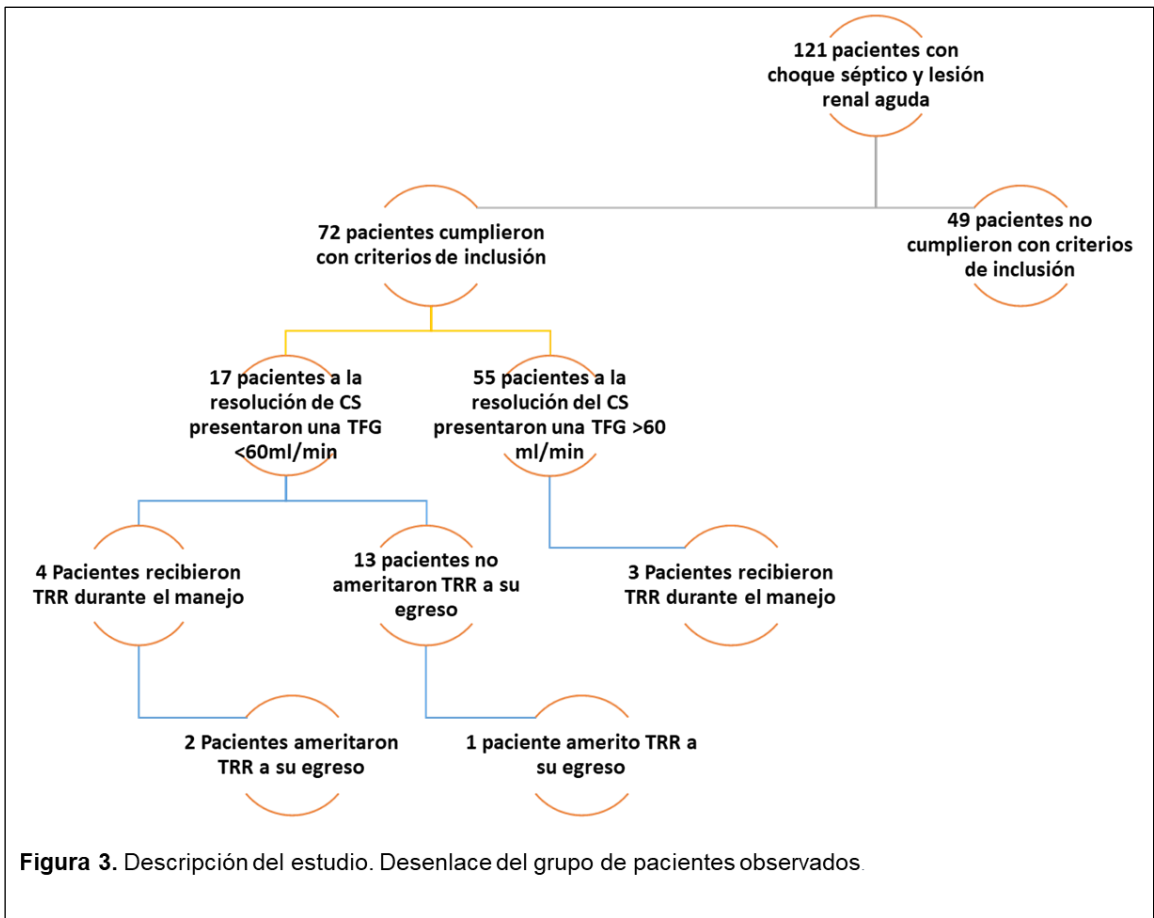 121 pacientes con
choque séptico y lesión
renal aguda
72 pacientes cumplieron
con criterios de inclusión
49 pacientes no
cumplieron con criterios
de inclusión
17 pacientes a la
resolución de CS
presentaron una TFG
<60ml/min
55 pacientes a la
resolución del CS
presentaron una TFG >60
ml/min
4 Pacientes recibieron
TRR durante el manejo
13 pacientes no
ameritaron TRR a su
egreso
3 Pacientes recibieron
TRR durante el manejo
2 Pacientes ameritaron
TRR a su egreso
1 paciente amerito TRR a
su egreso
Figura 3. Descripción del estudio. Desenlace del grupo de pacientes observados.